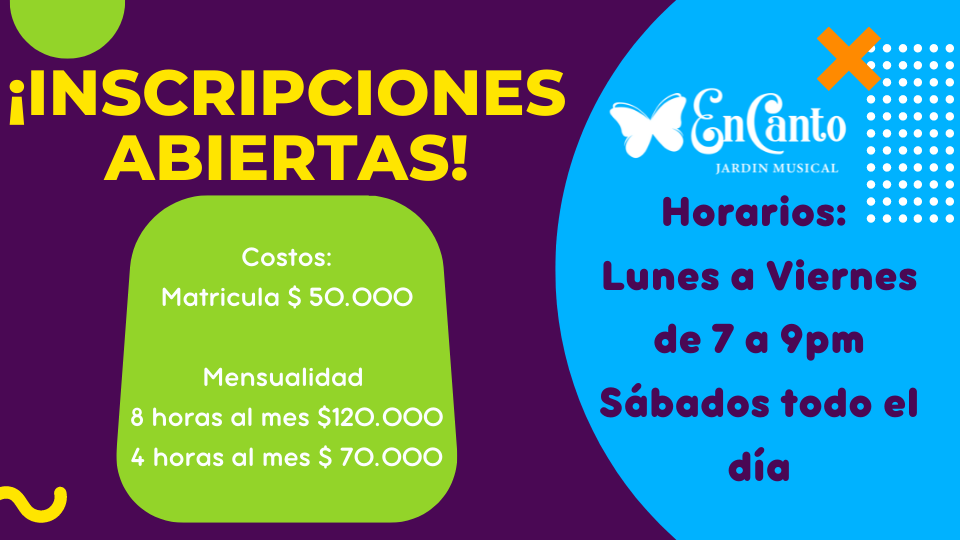 ¡INSCRIPCIONES
ABIERTAS!
Costos:
Matricula $ 50.000
Mensualidad
8 horas al mes $120.000
4 horas al mes $ 70.000
EnCanto
JARDIN MUSICAL
Horarios:
Lunes a Viernes
de 7 a 9pm
Sábados todo el
día